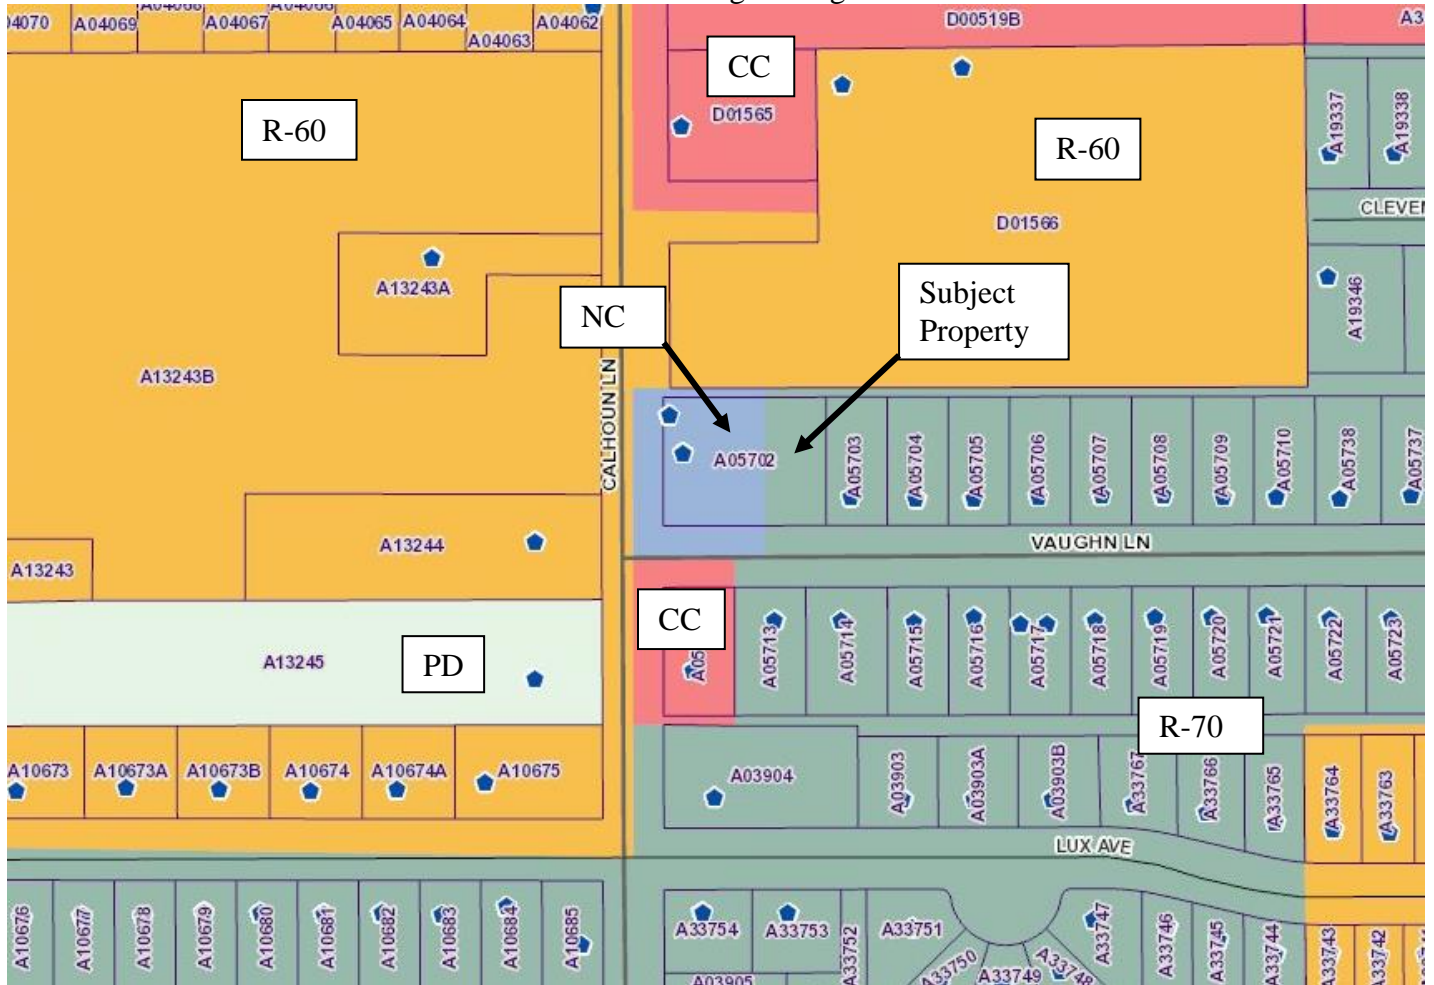 A04070 A04069 A04068 A04067 A04066 A04065 A04064 A04063 A04062
D00519B
CC
D01565
R-60
R-60
D01566
A19337 A19338
CLEVE
A19346
A13243A
A13243B
NC
Subject
Property
CALHOUN LN
A05702 A05703 A05704 A05705 A05706 A05707 A05708 A05709 A05710 A05738 A05737
VAUGHN LN
A13244
A13243
A13245
PD
CC
A05713 A05714 A05715 A05716 A05717 A05718 A05719 A05720 A05721 A05722 A05723
R-70
A10673 A10673A A10673B A10674 A10674A A10675
A03904 A03903 A03903A A03903B A33767 A33766 A33765 A33764 A33763
LUX AVE
A10676 A10677 A10678 A10679 A10680 A10681 A10682 A10683 A10684 A10685
A33754 A33753 A33752 A33751 A33750 A33749 A33748 A33747 A33746 A33745 A33744 A33743 A33742
A03905